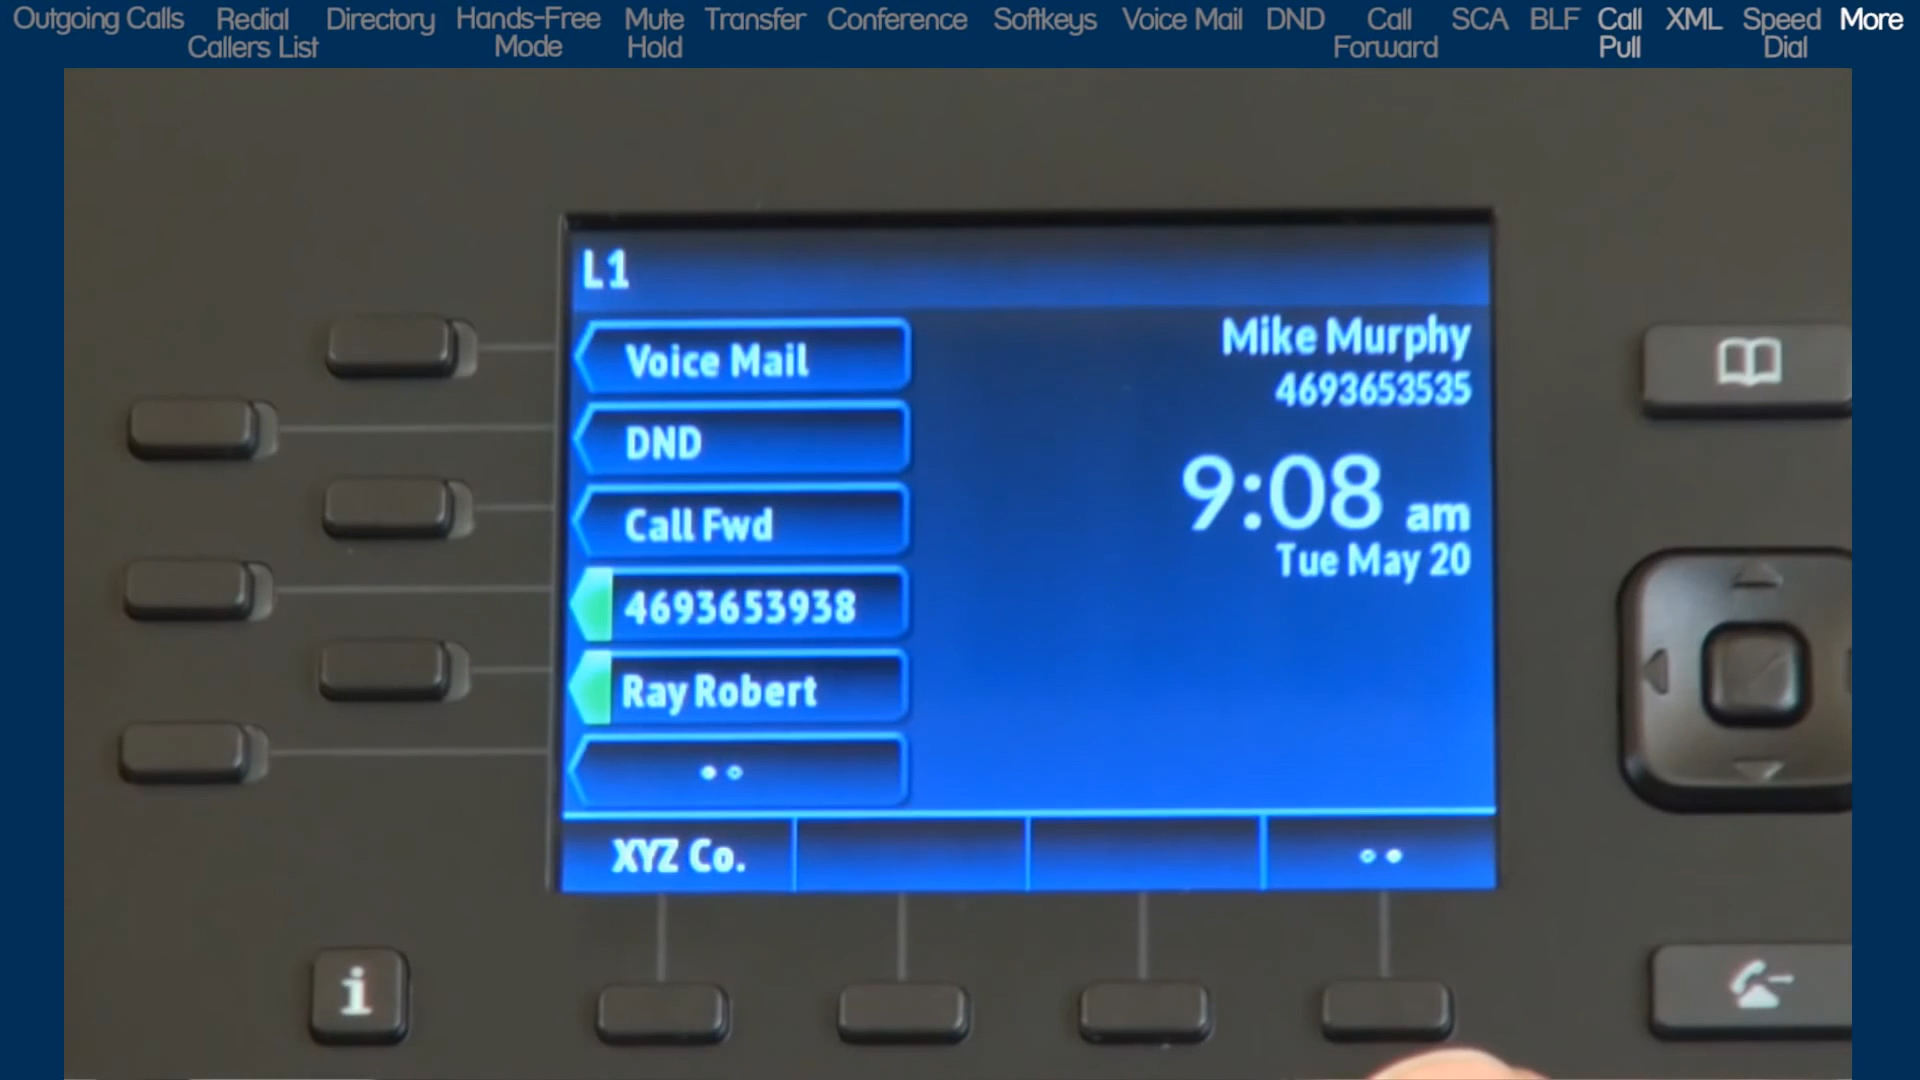 Outgoing Calls
Redial
Callers List
Directory
Hands-Free
Mode
Mute
Hold
Transfer
Conference
Softkeys
Voice Mail
DND
Call
Forward
SCA
BLF
Call
Pull
XML
Speed
Dial
More
L1
Voice Mail
DND
Call Fwd
4693653938
Ray Robert
Mike Murphy
4693653535
9:08 am
Tue May 20
XYZ Co.
i